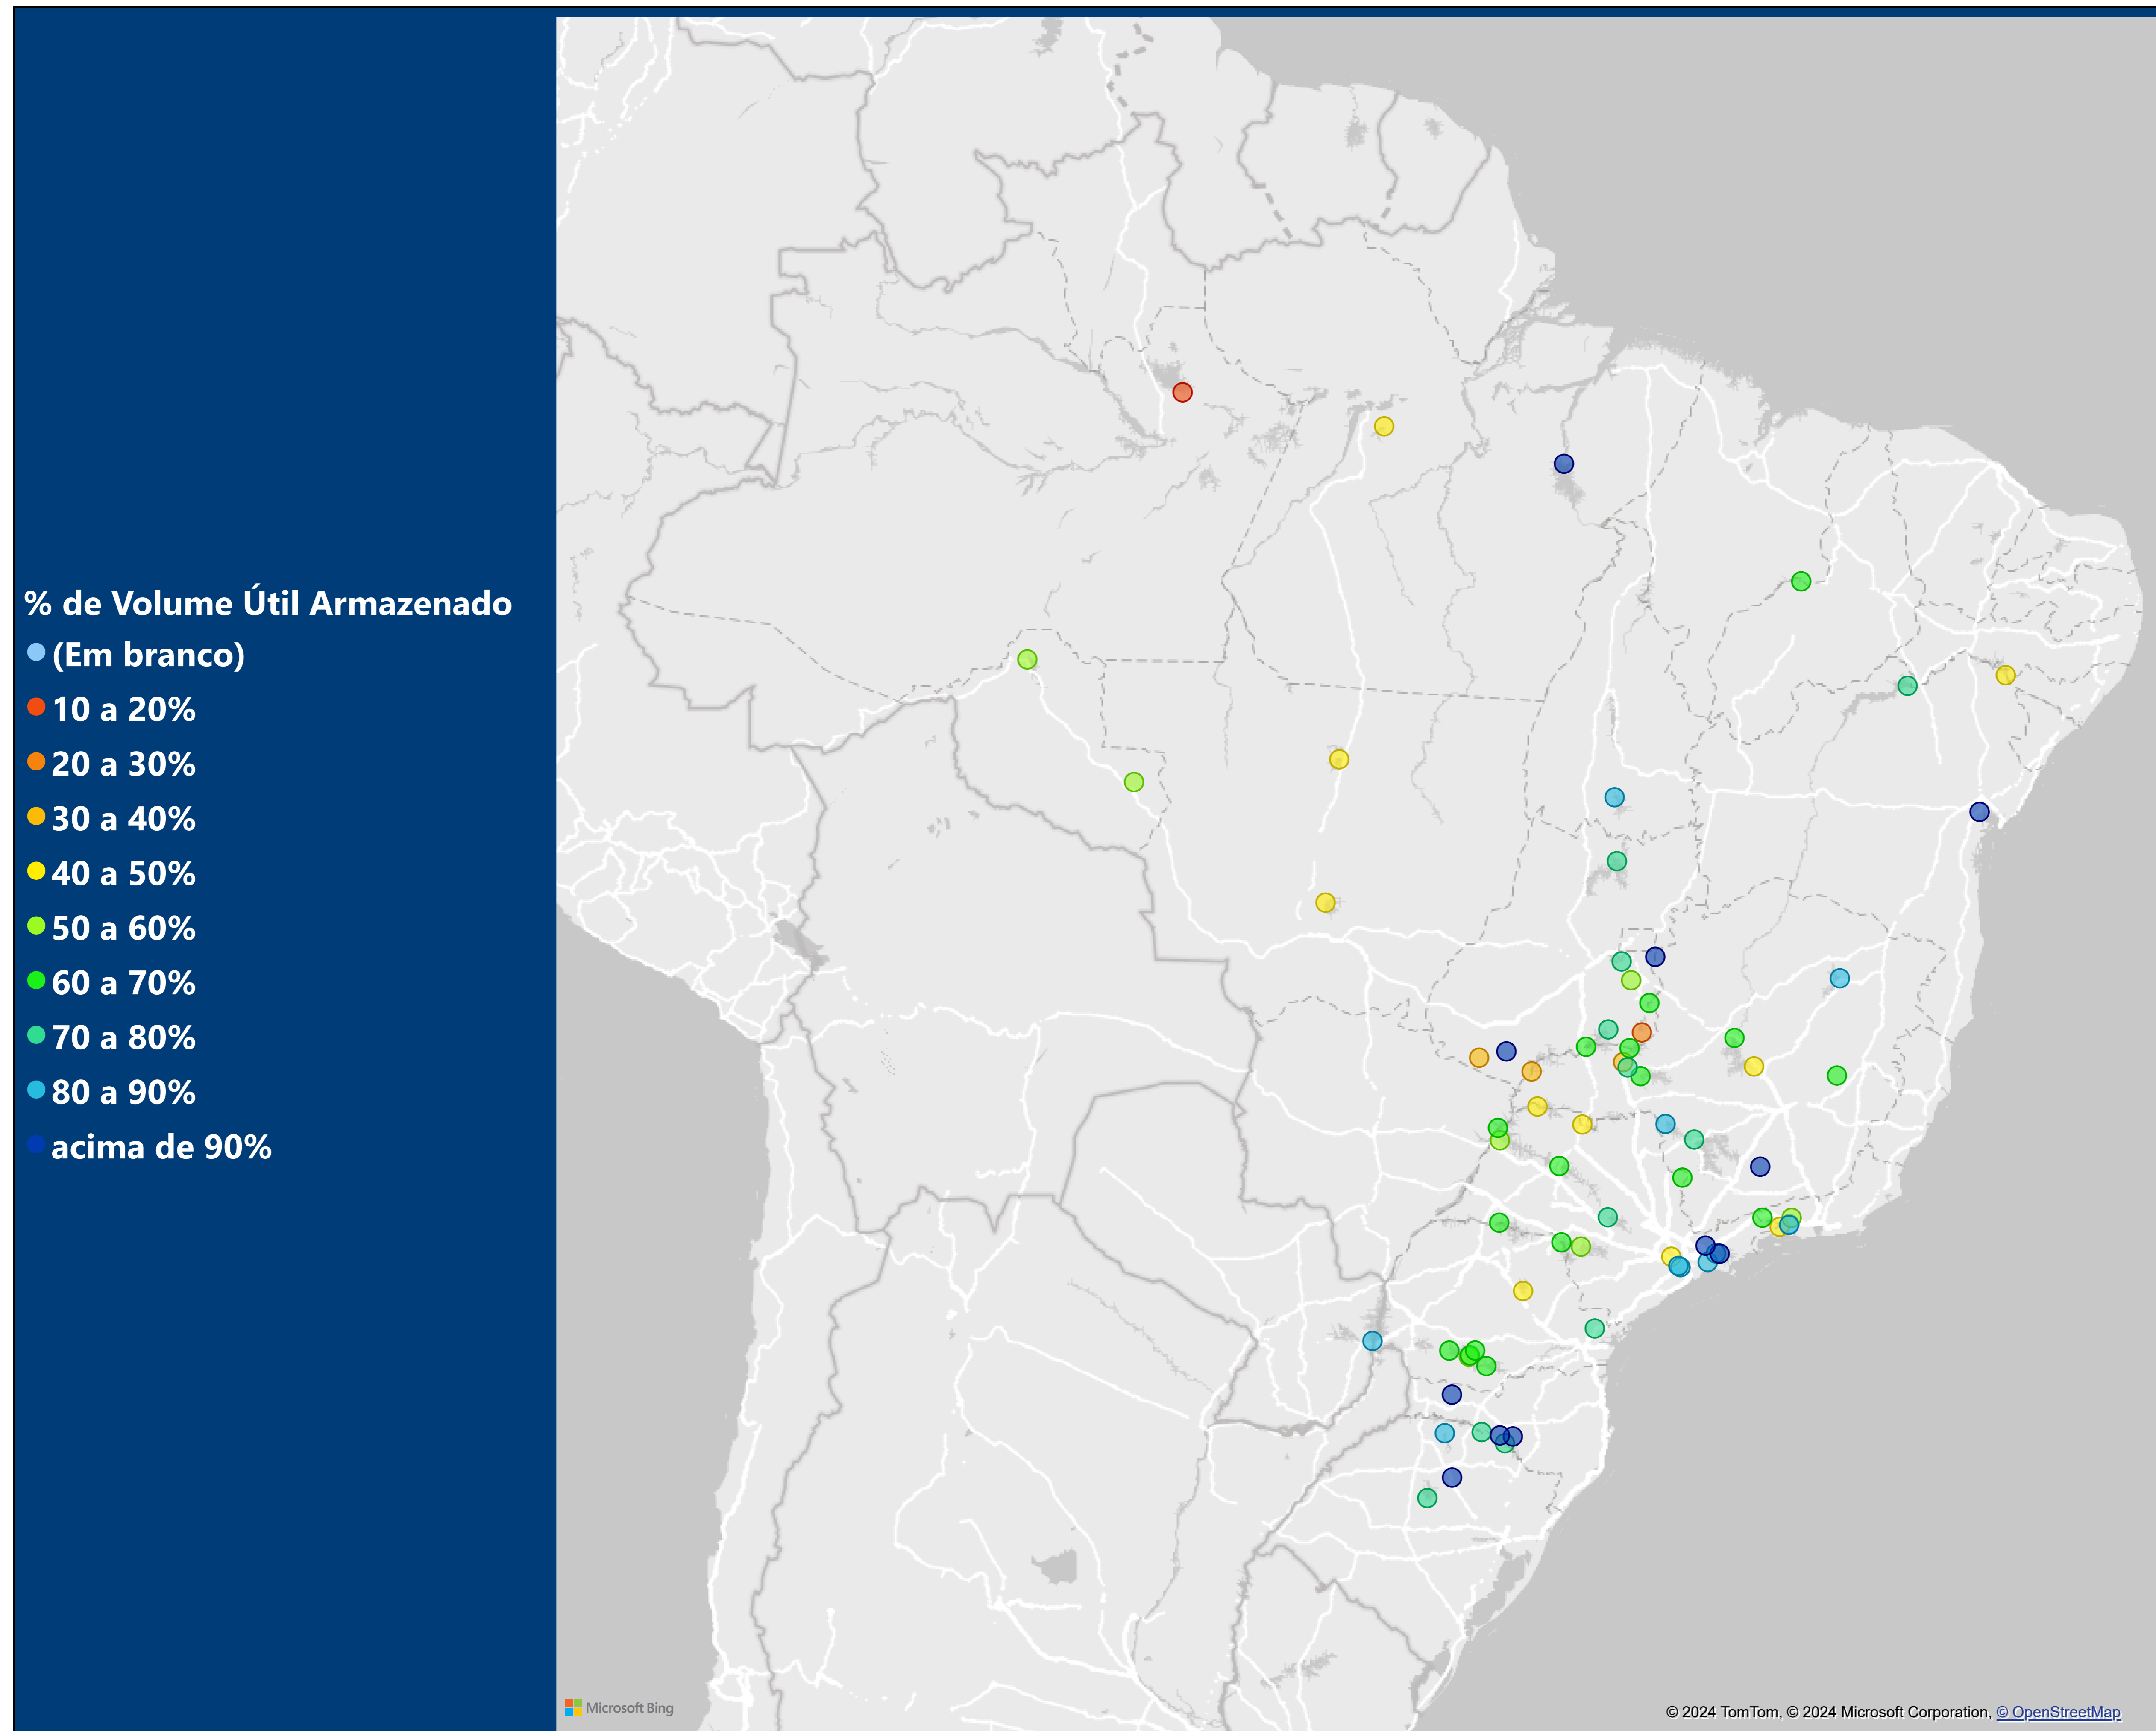 % de Volume Útil Armazenado
(Em branco)
10 a 20%
20 a 30%
30 a 40%
40 a 50%
50 a 60%
60 a 70%
70 a 80%
80 a 90%
acima de 90%
Microsoft Bing
© 2024 TomTom, © 2024 Microsoft Corporation, © OpenStreetMap